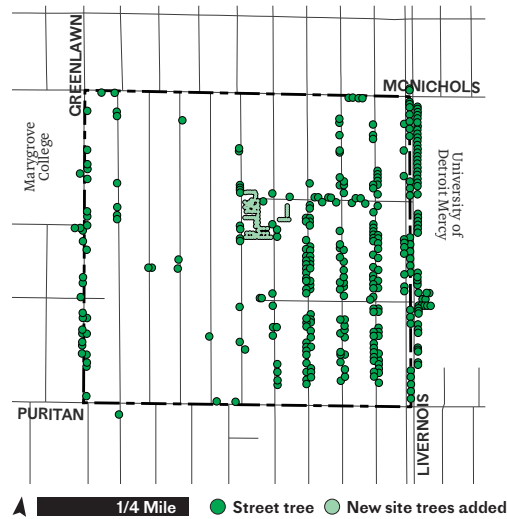 GREENLAWN
MCNICHOLS
Marygrove
College
University of
Detroit Mercy
PURITAN
LIVERNOIS
1/4 Mile
Street tree
New site trees added